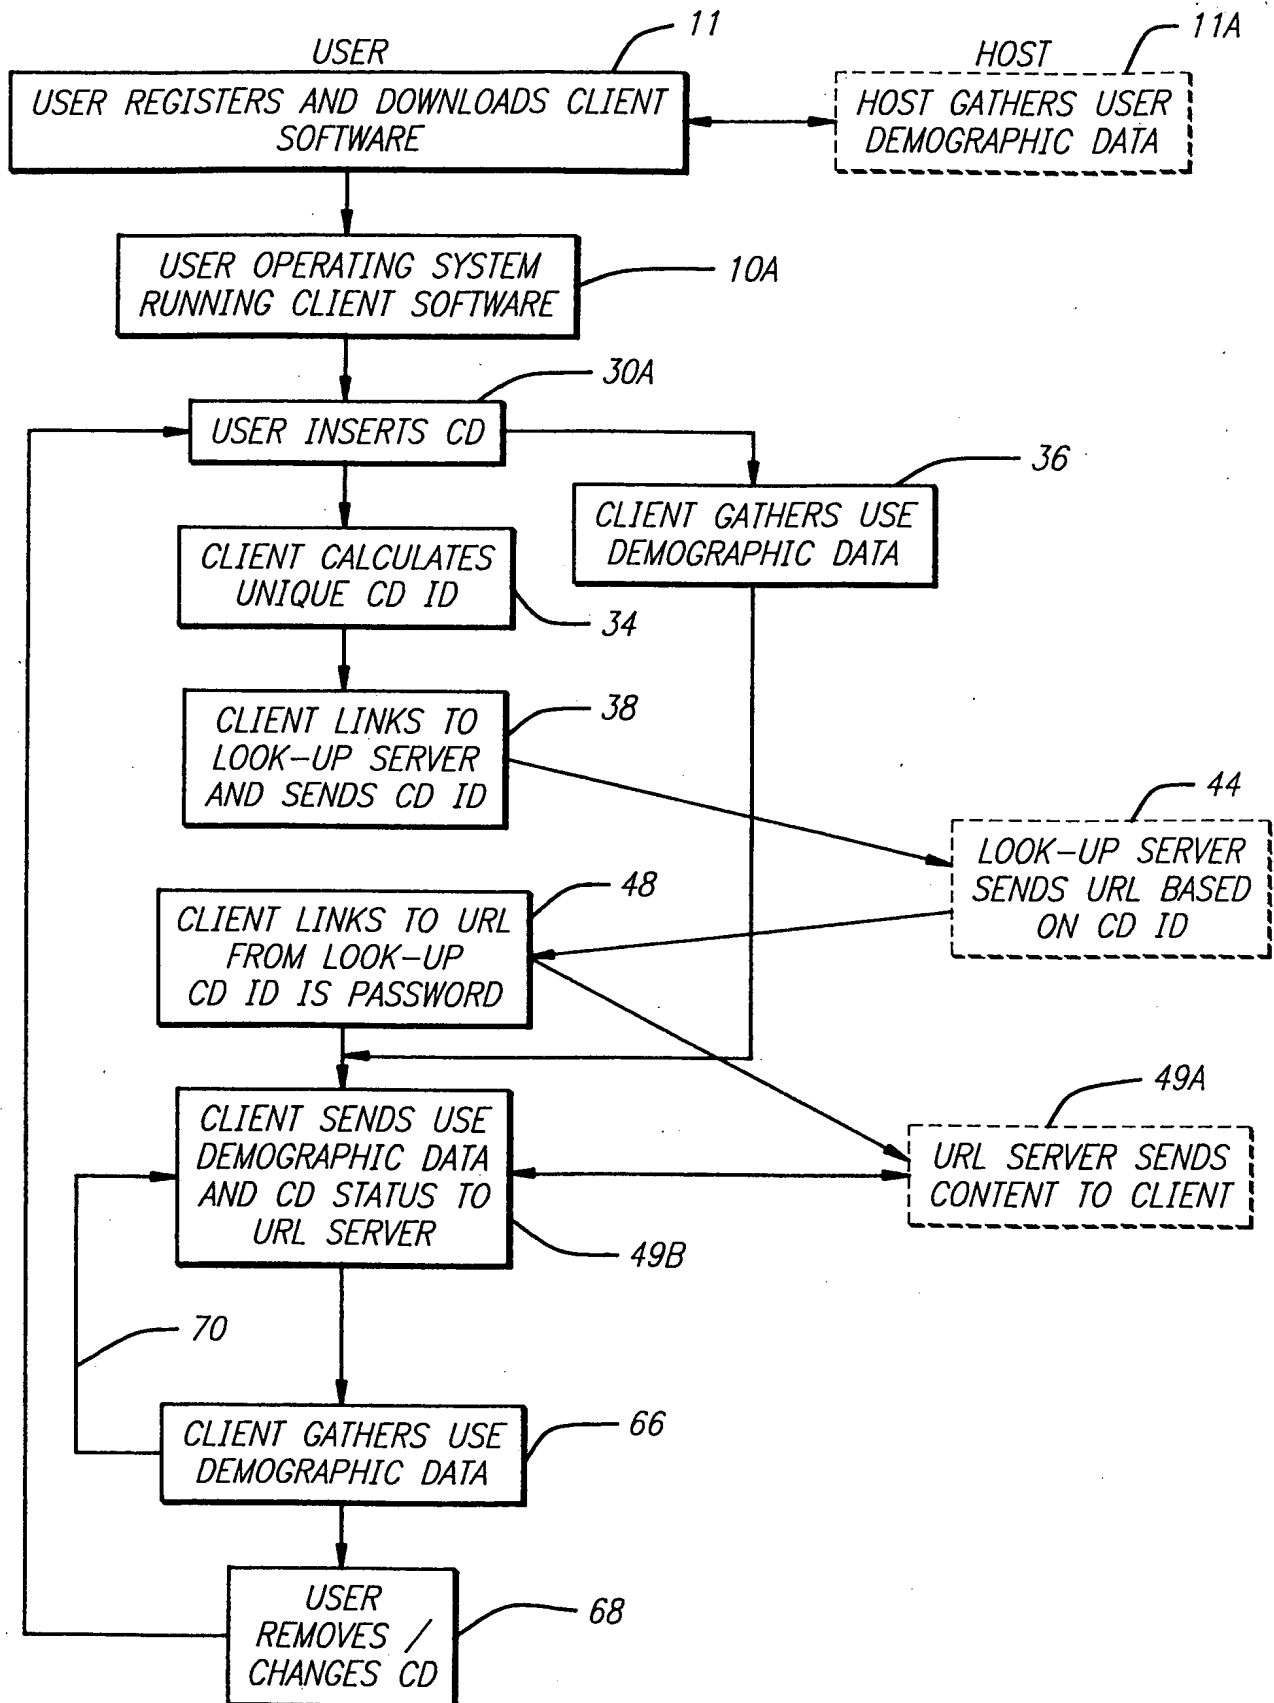 11
11A
USER
HOST
USER REGISTERS AND DOWNLOADS CLIENT
SOFTWARE
HOST GATHERS USER
DEMOGRAPHIC DATA
USER OPERATING SYSTEM
RUNNING CLIENT SOFTWARE
10A
30A
USER INSERTS CD
36
CLIENT GATHERS USE
DEMOGRAPHIC DATA
CLIENT CALCULATES
UNIQUE CD ID
34
CLIENT LINKS TO
LOOK-UP SERVER
AND SENDS CD ID
38
44
LOOK-UP SERVER
SENDS URL BASED
ON CD ID
48
CLIENT LINKS TO URL
FROM LOOK-UP
CD ID IS PASSWORD
49A
CLIENT SENDS USE
DEMOGRAPHIC DATA
AND CD STATUS TO
URL SERVER
URL SERVER SENDS
CONTENT TO CLIENT
49B
70
66
CLIENT GATHERS USE
DEMOGRAPHIC DATA
USER
REMOVES /
CHANGES CD
68